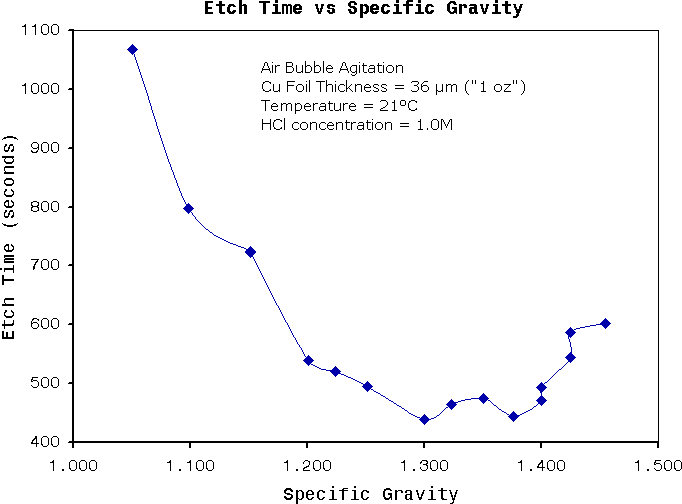 Etch Time vs Specific Gravity
Air Bubble Agitation
Cu Foil Thickness = 36 µm ("1 oz")
Temperature = 21ºC
HCl concentration = 1.0M
Etch Time (seconds)
1100
1000
900
800
700
600
500
400
1.000 1.100 1.200 1.300 1.400 1.500
Specific Gravity